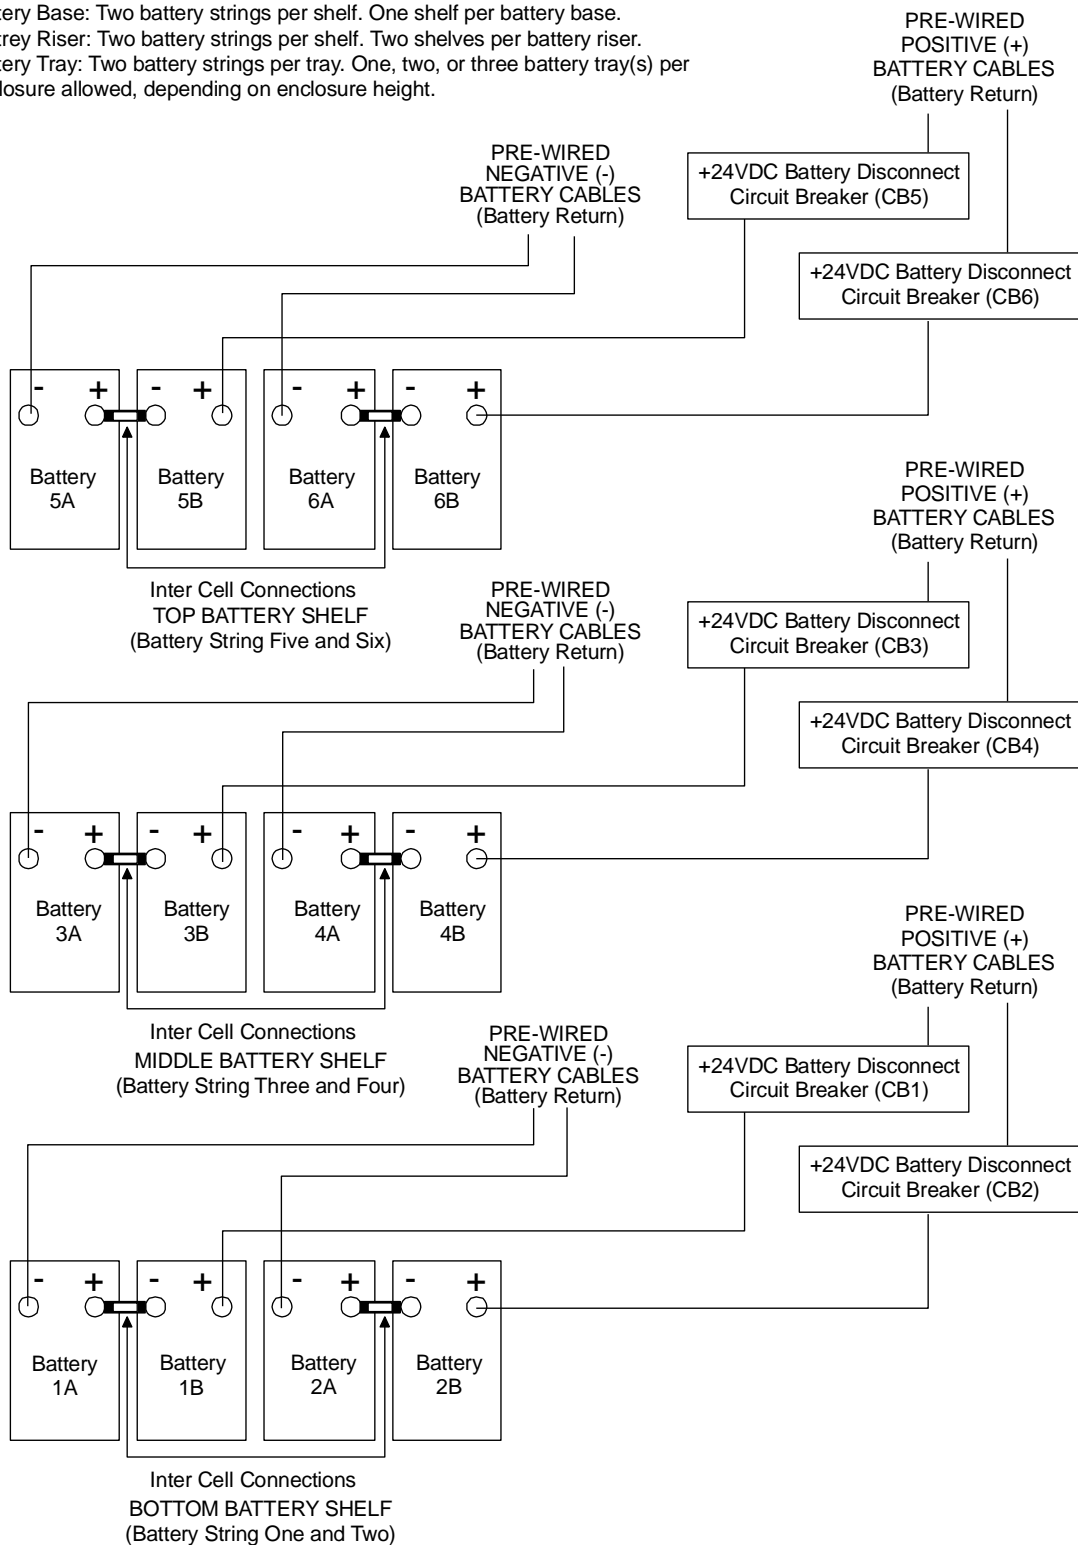 tery Base: Two battery strings per shelf. One shelf per battery base.
trey Riser: Two battery strings per shelf. Two shelves per battery riser.
tery Tray: Two battery strings per tray. One, two, or three battery tray(s) per
losure allowed, depending on enclosure height.
PRE-WIRED
POSITIVE (+)
BATTERY CABLES
(Battery Return)
PRE-WIRED
NEGATIVE (-)
BATTERY CABLES
(Battery Return)
+24VDC Battery Disconnect
Circuit Breaker (CB5)
+24VDC Battery Disconnect
Circuit Breaker (CB6)
- + - + - + - +
Battery
5A
Battery
5B
Battery
6A
Battery
6B
Inter Cell Connections
TOP BATTERY SHELF
(Battery String Five and Six)
PRE-WIRED
POSITIVE (+)
BATTERY CABLES
(Battery Return)
PRE-WIRED
NEGATIVE (-)
BATTERY CABLES
(Battery Return)
+24VDC Battery Disconnect
Circuit Breaker (CB3)
+24VDC Battery Disconnect
Circuit Breaker (CB4)
- + - + - + - +
Battery
3A
Battery
3B
Battery
4A
Battery
4B
Inter Cell Connections
MIDDLE BATTERY SHELF
(Battery String Three and Four)
PRE-WIRED
POSITIVE (+)
BATTERY CABLES
(Battery Return)
PRE-WIRED
NEGATIVE (-)
BATTERY CABLES
(Battery Return)
+24VDC Battery Disconnect
Circuit Breaker (CB1)
+24VDC Battery Disconnect
Circuit Breaker (CB2)
- + - + - + - +
Battery
1A
Battery
1B
Battery
2A
Battery
2B
Inter Cell Connections
BOTTOM BATTERY SHELF
(Battery String One and Two)